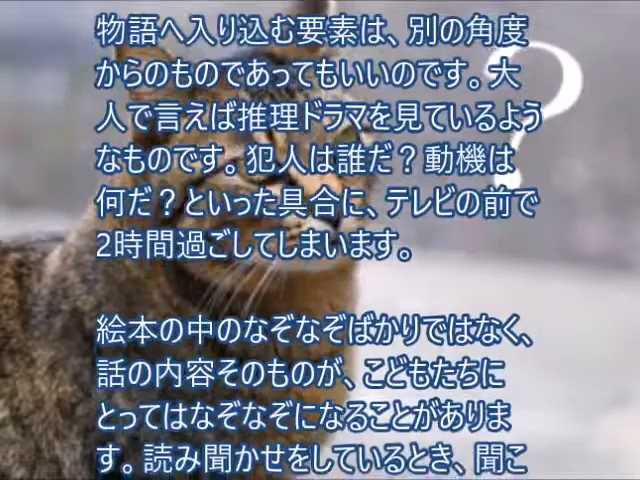 物語へ入り込む要素は、別の角度
からのものであってもいいのです。大
人で言えば推理ドラマを見ているよう
なものです。犯人は誰だ？動機は
何だ？といった具合に、テレビの前で
2時間過ごしてしまいます。
絵本の中のなぞなぞばかりではなく、
話の内容そのものが、こどもたちに
とってはなぞなぞになることがありま
す。読み聞かせをしているとき、聞こ
？